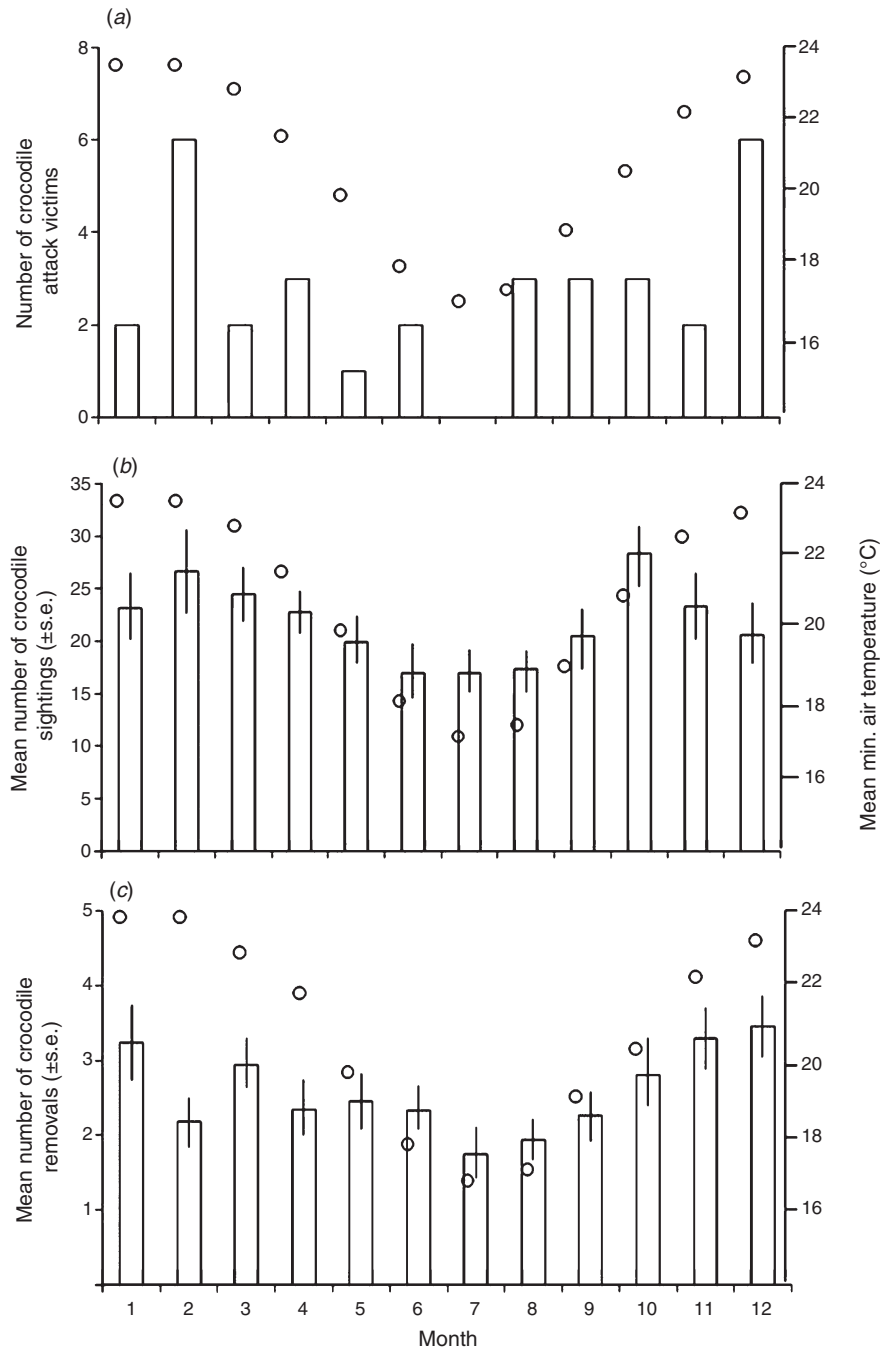 (a)
8
6
4
2
0
Number of crocodile
attack victims
24
22
20
18
16
(b)
35
30
25
20
15
10
5
0
Mean number of crocodile
sightings (±s.e.)
24
22
20
18
16
Mean min. air temperature (°C)
(c)
5
4
3
2
1
Mean number of crocodile
removals (±s.e.)
24
22
20
18
16
1 2 3 4 5 6 7 8 9 10 11 12
Month